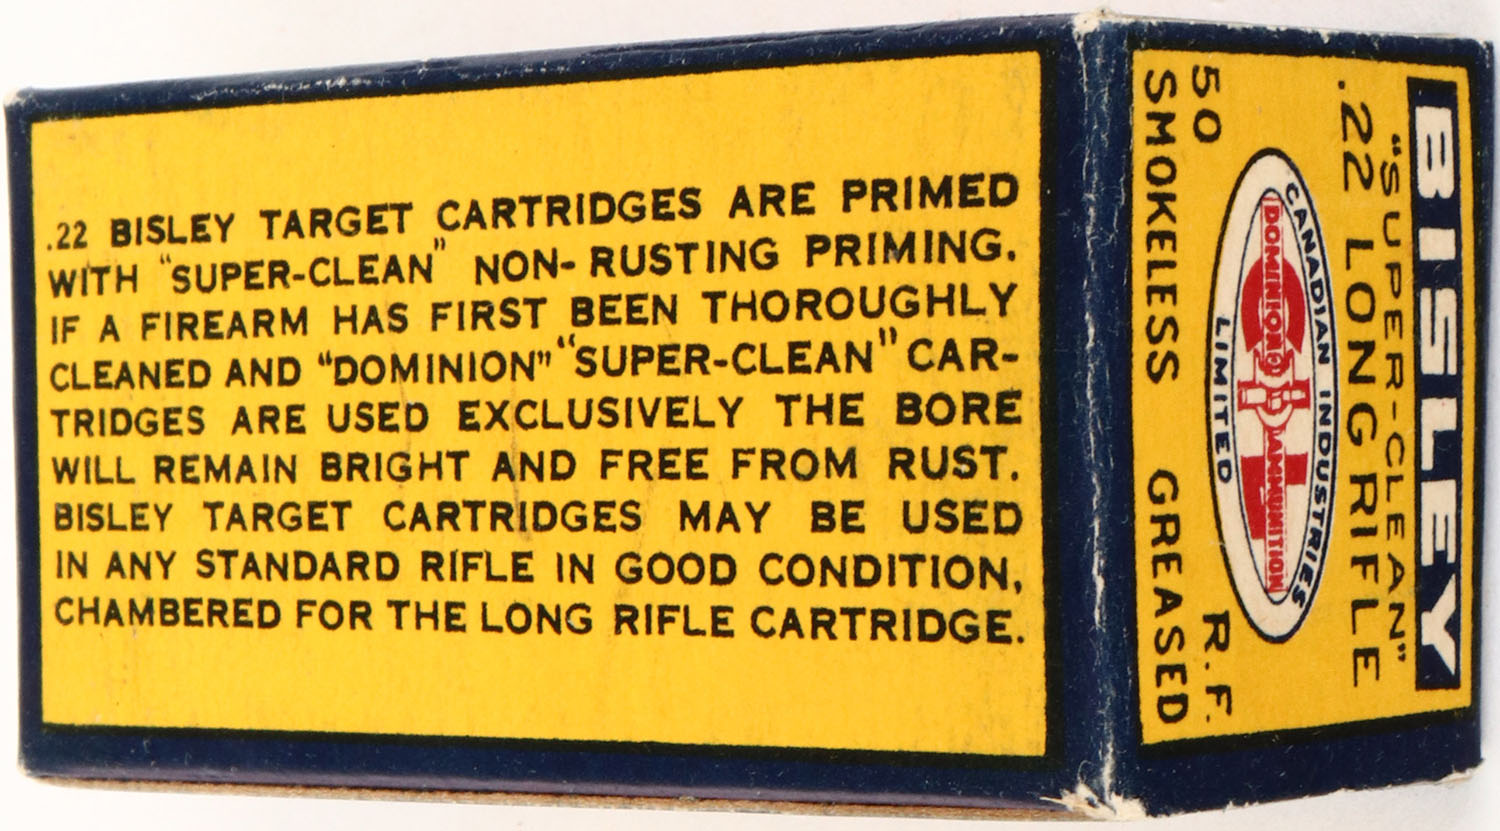 .22 BISLEY TARGET CARTRIDGES ARE PRIMED
WITH "SUPER-CLEAN" NON-RUSTING PRIMING.
IF A FIREARM HAS FIRST BEEN THOROUGHLY
CLEANED AND "DOMINION" "SUPER-CLEAN" CAR-
TRIDGES ARE USED EXCLUSIVELY THE BORE
WILL REMAIN BRIGHT AND FREE FROM RUST.
BISLEY TARGET CARTRIDGES MAY BE USED
IN ANY STANDARD RIFLE IN GOOD CONDITION,
CHAMBERED FOR THE LONG RIFLE CARTRIDGE.
BISLEY
"SUPER-CLEAN"
.22 LONG RIFLE
CANADIAN INDUSTRIES
DOMINION AMMUNITION
LIMITED
50 R.F.
SMOKELESS GREASED